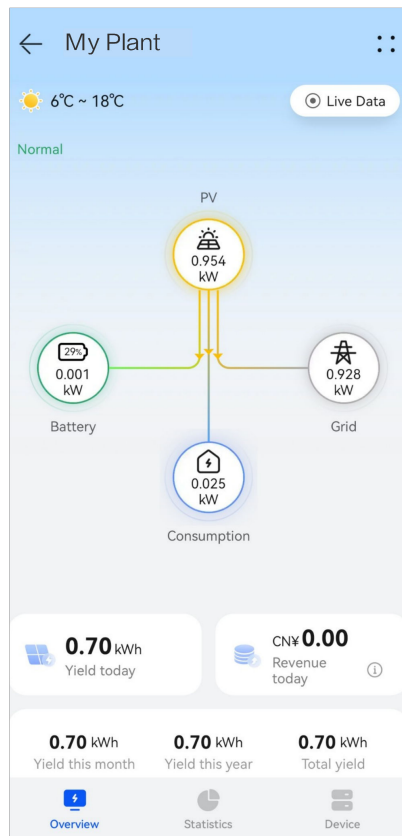 My Plant
6℃ ~ 18℃
Live Data
Normal
PV
0.954
kW
29%
0.001
kW
Battery
0.928
kW
Grid
0.025
kW
Consumption
0.70 kWh
Yield today
CN¥ 0.00
Revenue
today
0.70 kWh
Yield this month
0.70 kWh
Yield this year
0.70 kWh
Total yield
Overview
Statistics
Device